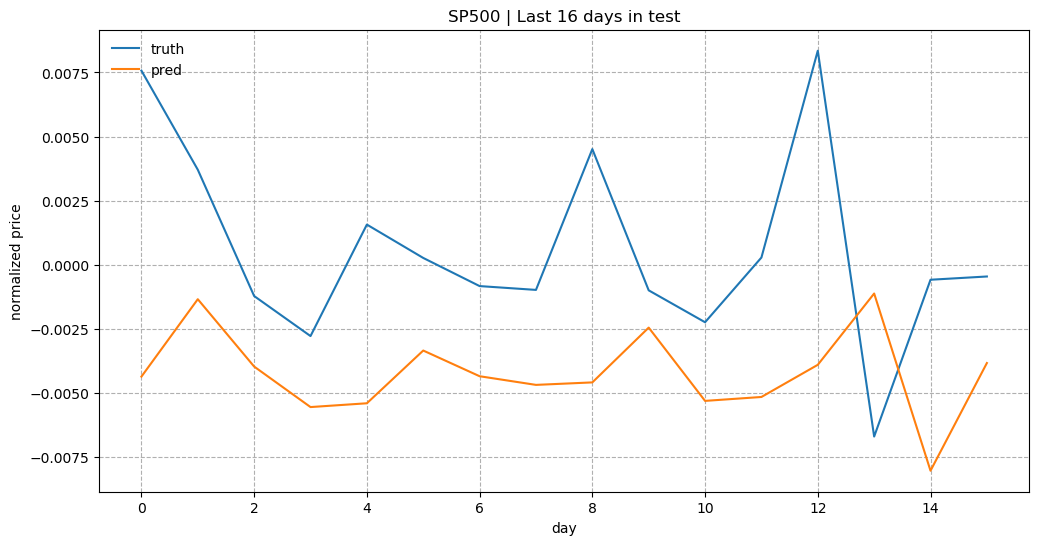 SP500 | Last 16 days in test
truth
pred
0.0075
0.0050
0.0025
0.0000
−0.0025
−0.0050
−0.0075
normalized price
0 2 4 6 8 10 12 14
day